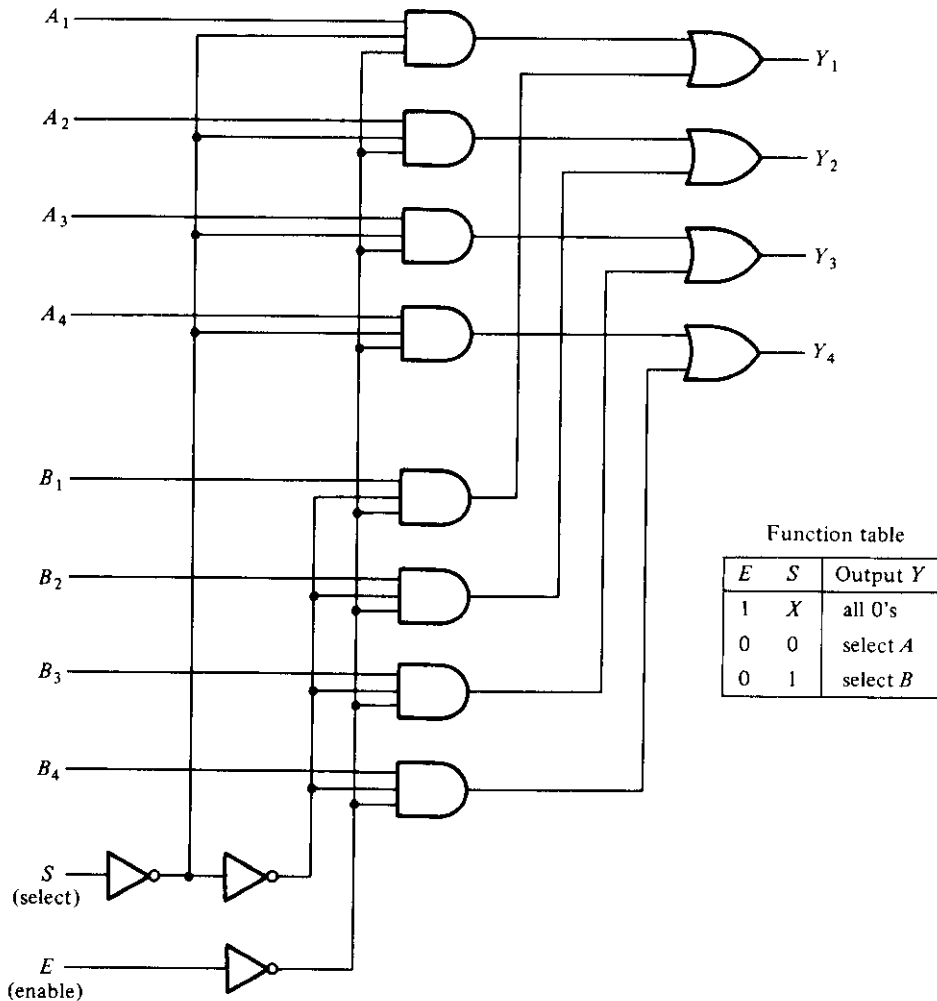 A1
Y1
A2
Y2
A3
Y3
A4
Y4
B1
B2
B3
B4
S
(select)
E
(enable)
Function table
E S Output Y
1 X all 0's
0 0 select A
0 1 select B